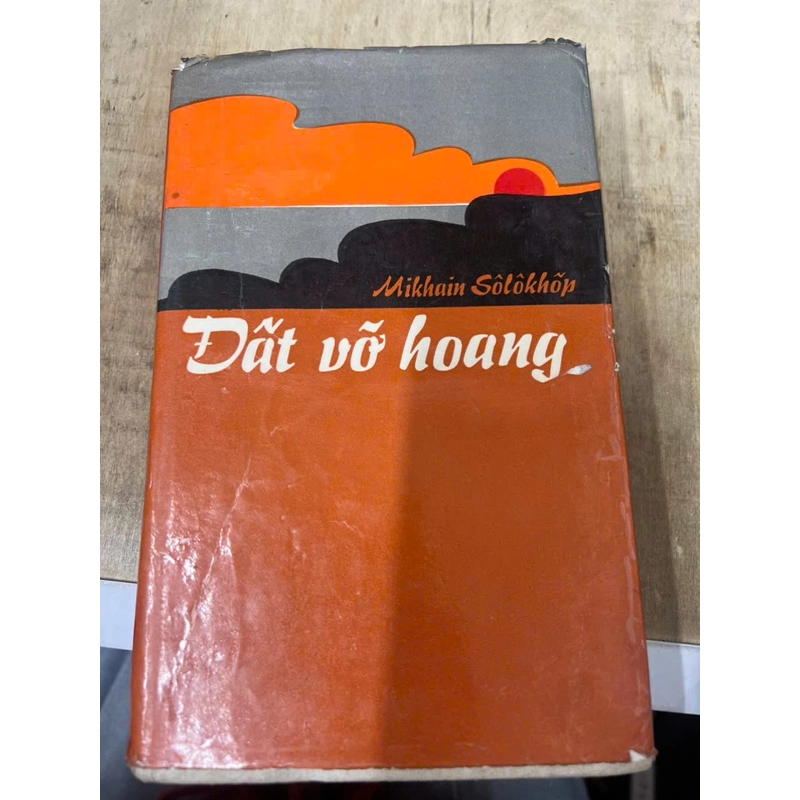 Mikhain Sôlôkhốp
Đất vỡ hoang